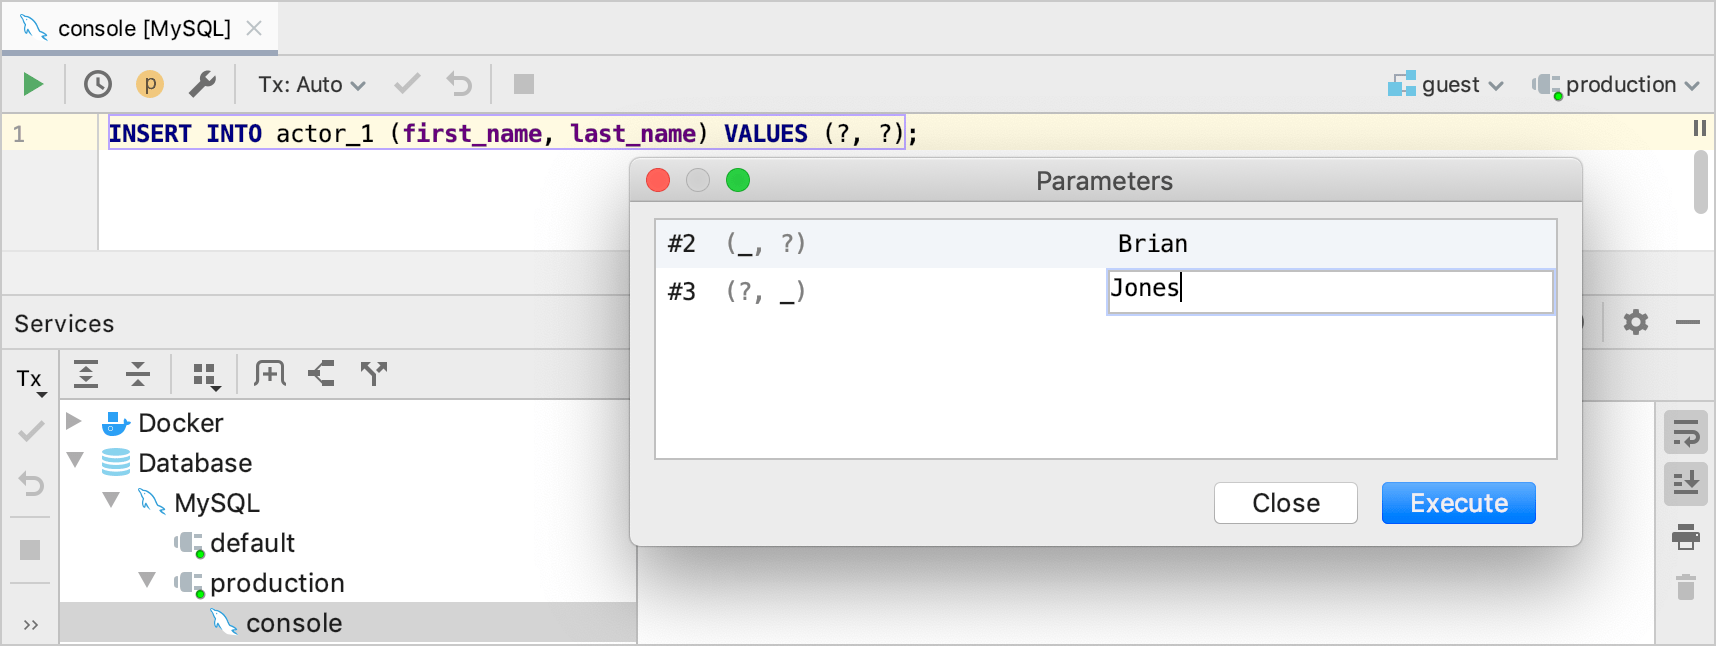 console [MySQL]
p
Tx: Auto
guest
production
1 INSERT INTO actor_1 (first_name, last_name) VALUES (?, ?);
Parameters
#2 (_, ?) Brian
#3 (?, _) Jones
Close
Execute
Services
Tx
Docker
Database
MySQL
default
production
console